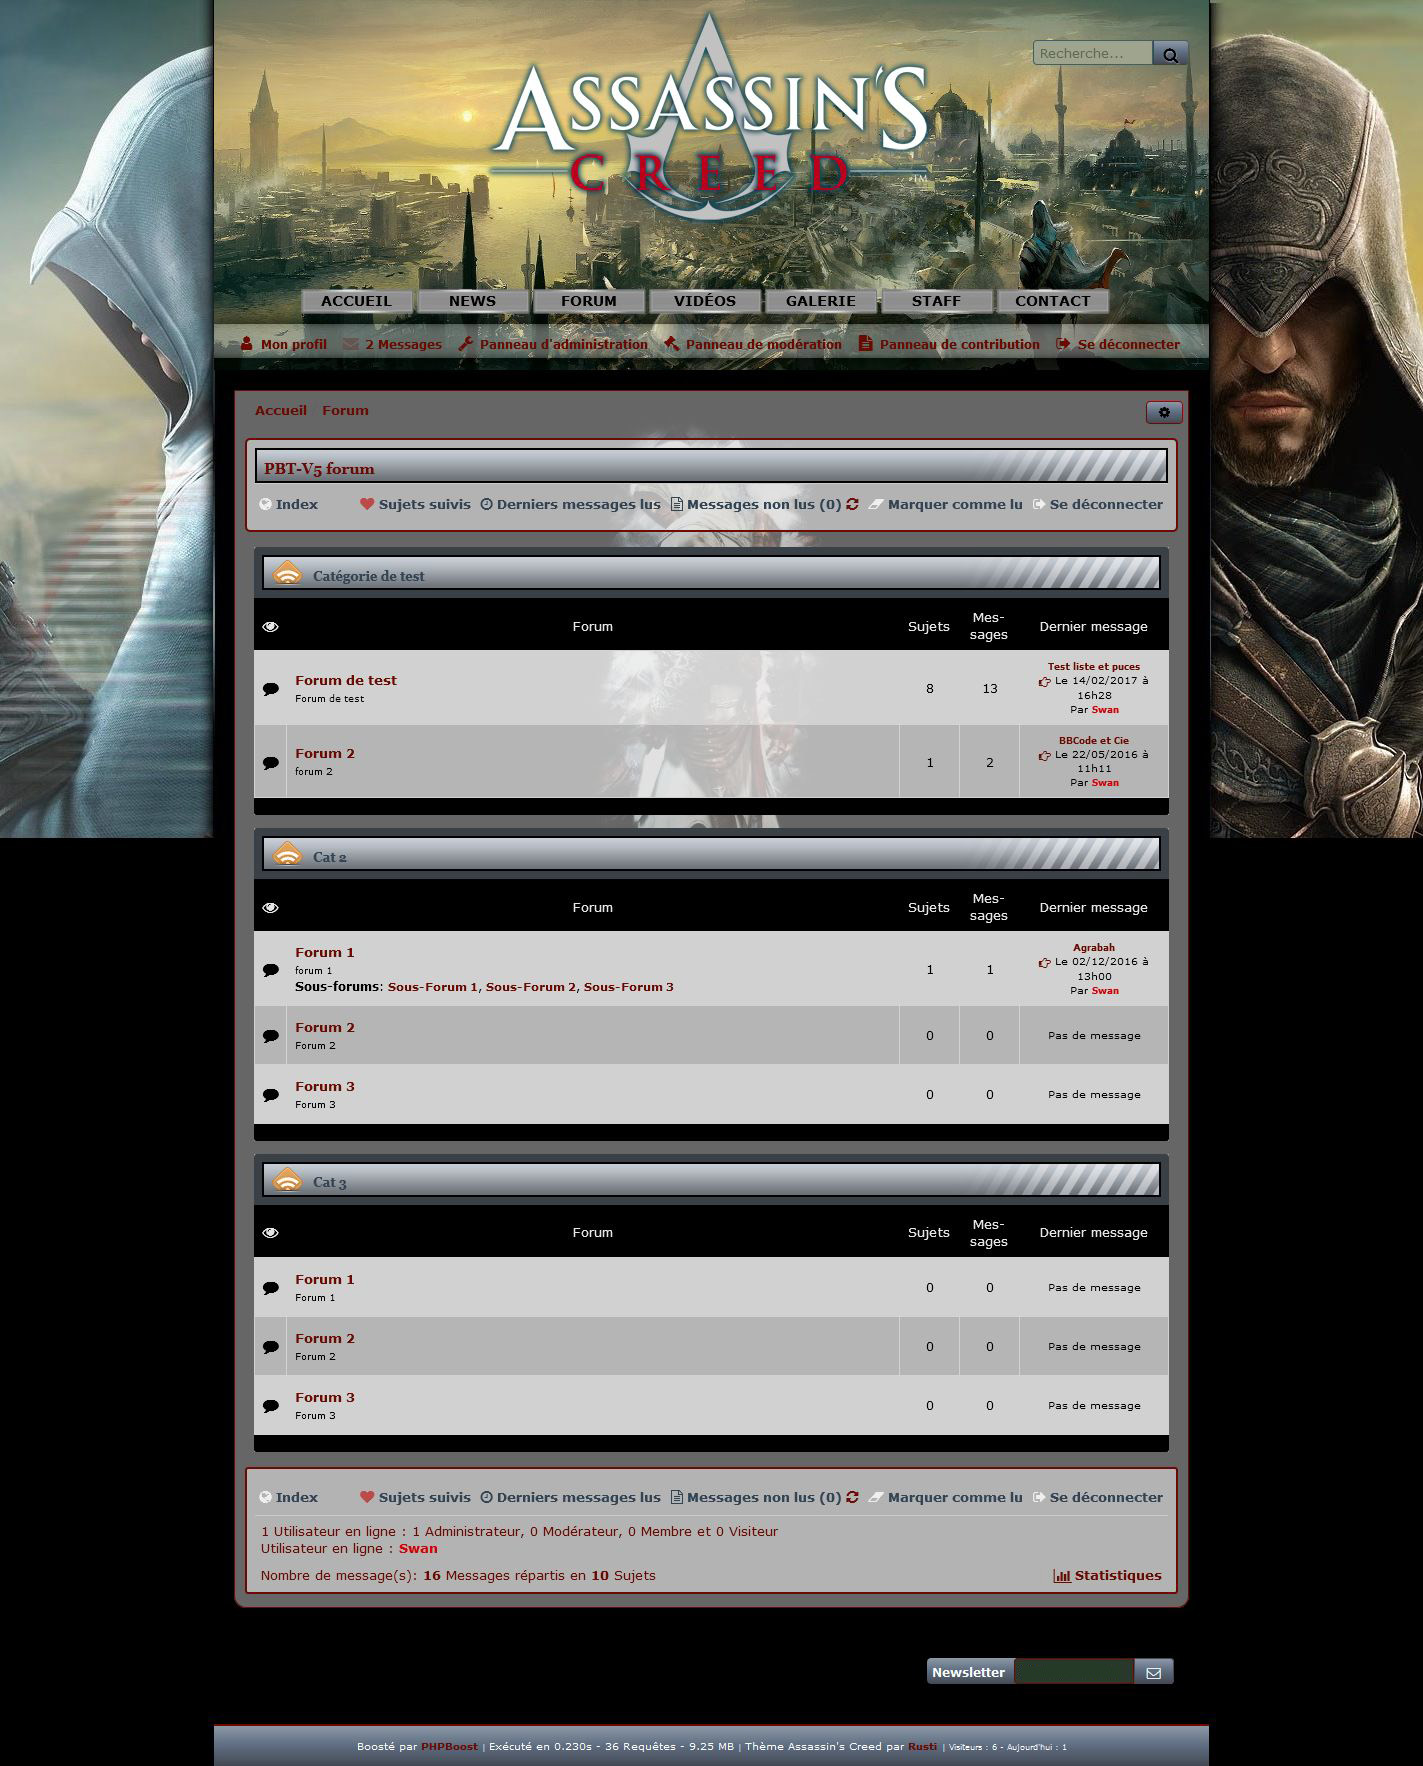 Recherche...
ASSASSIN'S
CREED
™
ACCUEIL NEWS FORUM VIDÉOS GALERIE STAFF CONTACT
Mon profil 2 Messages Panneau d'administration Panneau de modération Panneau de contribution Se déconnecter
Accueil Forum
PBT-V5 forum
Index Sujets suivis Derniers messages lus Messages non lus (0) Marquer comme lu Se déconnecter
Catégorie de test
Forum Sujets Mes-
sages Dernier message
Forum de test
Forum de test
8 13
Test liste et puces
Le 14/02/2017 à
16h28
Par Swan
Forum 2
forum 2
1 2
BBCode et Cie
Le 22/05/2016 à
11h11
Par Swan
Cat 2
Forum Sujets Mes-
sages Dernier message
Forum 1
forum 1
Sous-forums: Sous-Forum 1, Sous-Forum 2, Sous-Forum 3
1 1
Agrabah
Le 02/12/2016 à
13h00
Par Swan
Forum 2
Forum 2
0 0 Pas de message
Forum 3
Forum 3
0 0 Pas de message
Cat 3
Forum Sujets Mes-
sages Dernier message
Forum 1
Forum 1
0 0 Pas de message
Forum 2
Forum 2
0 0 Pas de message
Forum 3
Forum 3
0 0 Pas de message
Index Sujets suivis Derniers messages lus Messages non lus (0) Marquer comme lu Se déconnecter
1 Utilisateur en ligne : 1 Administrateur, 0 Modérateur, 0 Membre et 0 Visiteur
Utilisateur en ligne : Swan
Nombre de message(s): 16 Messages répartis en 10 Sujets Statistiques
Newsletter
Boosté par PHPBoost | Exécuté en 0.230s - 36 Requêtes - 9.25 MB | Thème Assassin's Creed par Rusti | Visiteurs : 6 - Aujourd'hui : 1